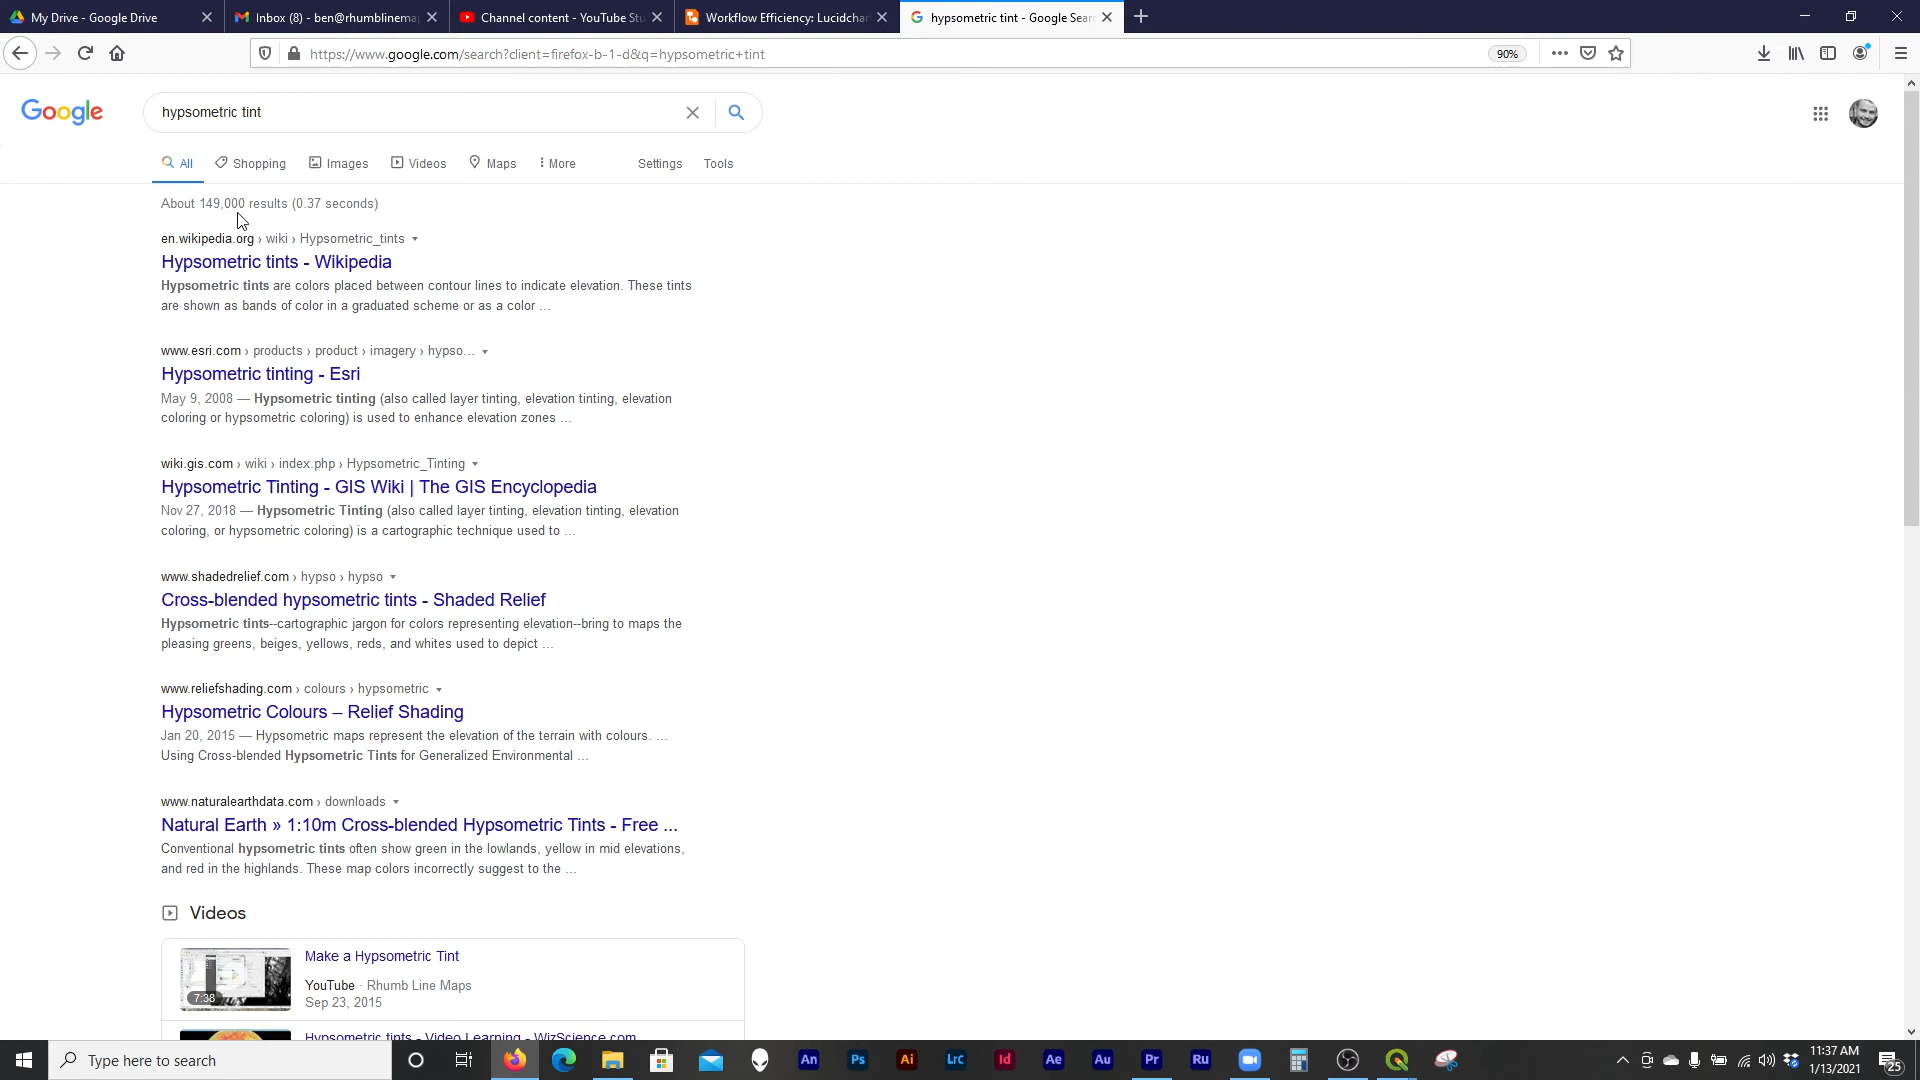 My Drive - Google Drive
Inbox (8) - ben@rhumblinema
Channel content - YouTube Stu
Workflow Efficiency: Lucidchar
hypsometric tint - Google Sear
https://www.google.com/search?client=firefox-b-1-d&q=hypsometric+tint
90%
Google
hypsometric tint
All
Shopping
Images
Videos
Maps
More
Settings
Tools
About 149,000 results (0.37 seconds)
en.wikipedia.org › wiki › Hypsometric_tints
Hypsometric tints - Wikipedia
Hypsometric tints are colors placed between contour lines to indicate elevation. These tints
are shown as bands of color in a graduated scheme or as a color ...
www.esri.com › products › product › imagery › hypso...
Hypsometric tinting - Esri
May 9, 2008 — Hypsometric tinting (also called layer tinting, elevation tinting, elevation
coloring or hypsometric coloring) is used to enhance elevation zones ...
wiki.gis.com › wiki › index.php › Hypsometric_Tinting
Hypsometric Tinting - GIS Wiki | The GIS Encyclopedia
Nov 27, 2018 — Hypsometric Tinting (also called layer tinting, elevation tinting, elevation
coloring, or hypsometric coloring) is a cartographic technique used to ...
www.shadedrelief.com › hypso › hypso
Cross-blended hypsometric tints - Shaded Relief
Hypsometric tints--cartographic jargon for colors representing elevation--bring to maps the
pleasing greens, beiges, yellows, reds, and whites used to depict ...
www.reliefshading.com › colours › hypsometric
Hypsometric Colours – Relief Shading
Jan 20, 2015 — Hypsometric maps represent the elevation of the terrain with colours. ...
Using Cross-blended Hypsometric Tints for Generalized Environmental ...
www.naturalearthdata.com › downloads
Natural Earth » 1:10m Cross-blended Hypsometric Tints - Free ...
Conventional hypsometric tints often show green in the lowlands, yellow in mid elevations,
and red in the highlands. These map colors incorrectly suggest to the ...
Videos
Make a Hypsometric Tint
YouTube · Rhumb Line Maps
Sep 23, 2015
7:38
Hypsometric tints - Video Learning - WizScience.com
Type here to search
An
Ps
Ai
Lrc
Id
Ae
Au
Pr
Ru
11:37 AM
1/13/2021
25